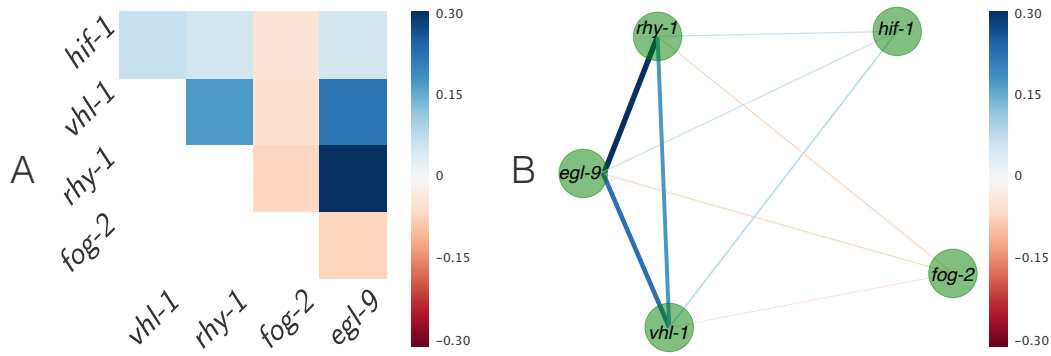 A
hif-1
vhl-1
rhy-1
fog-2
vhl-1
rhy-1
fog-2
egl-9
0.30
0.15
0
−0.15
−0.30
B
rhy-1
hif-1
egl-9
fog-2
vhl-1
0.30
0.15
0
−0.15
−0.30